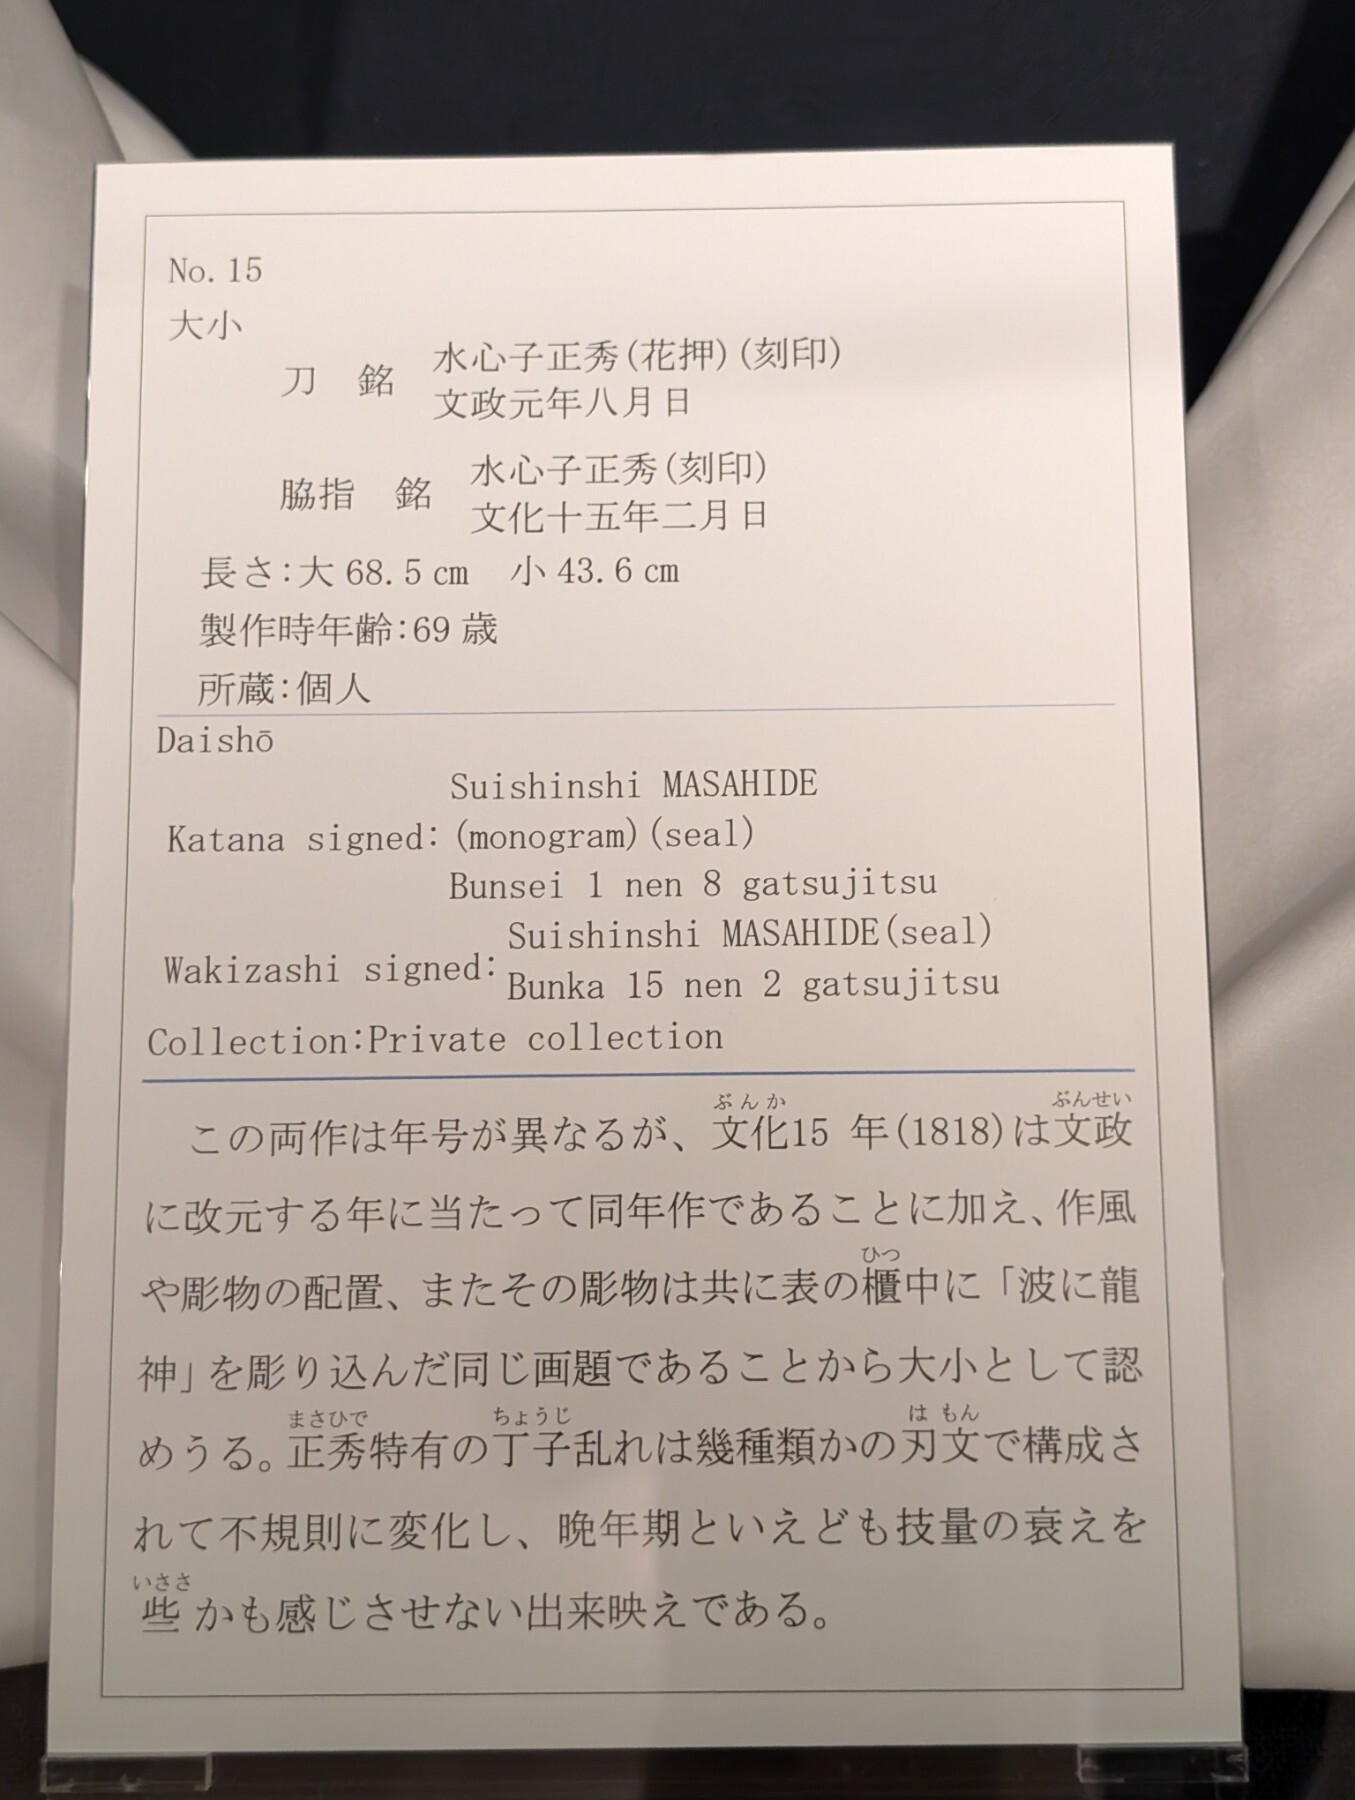 No. 15
大小
刀 銘 水心子正秀(花押)(刻印)
文政元年八月日
脇指 銘 水心子正秀(刻印)
文化十五年二月日
長さ:大 68.5 cm 小 43.6 cm
製作時年齢:69 歳
所蔵:個人
Daishō
Suishinshi MASAHIDE
Katana signed: (monogram)(seal)
Bunsei 1 nen 8 gatsujitsu
Suishinshi MASAHIDE(seal)
Wakizashi signed:
Bunka 15 nen 2 gatsujitsu
Collection:Private collection
ぶんか ぶんせい
この両作は年号が異なるが、文化15 年(1818)は文政
に改元する年に当たって同年作であることに加え、作風
ひつ
や彫物の配置、またその彫物は共に表の櫃中に「波に龍
神」を彫り込んだ同じ画題であることから大小として認
まさひで ちょうじ は もん
めうる。正秀特有の丁子乱れは幾種類かの刃文で構成さ
れて不規則に変化し、晩年期といえども技量の衰えを
いささ
些かも感じさせない出来映えである。